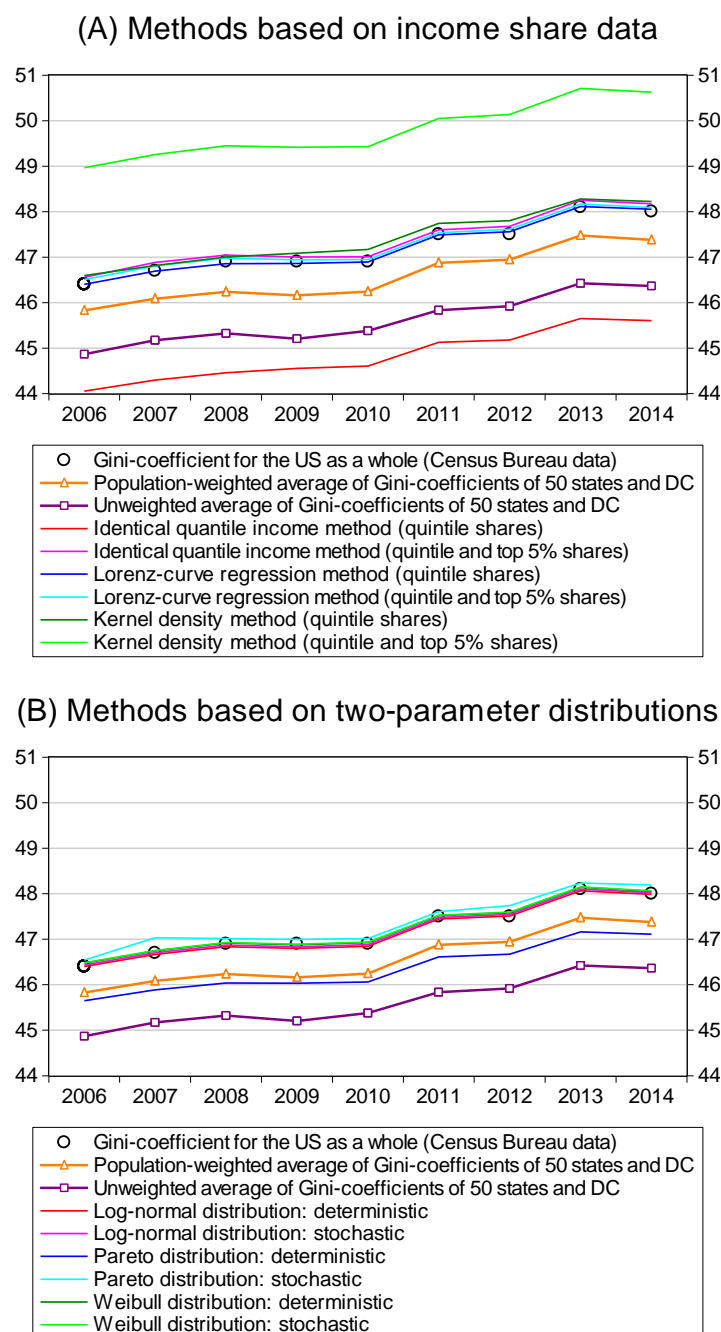 (A) Methods based on income share data
51 51
50 50
49 49
48 48
47 47
46 46
45 45
44 44
2006 2007 2008 2009 2010 2011 2012 2013 2014
Gini-coefficient for the US as a whole (Census Bureau data)
Population-weighted average of Gini-coefficients of 50 states and DC
Unweighted average of Gini-coefficients of 50 states and DC
Identical quantile income method (quintile shares)
Identical quantile income method (quintile and top 5% shares)
Lorenz-curve regression method (quintile shares)
Lorenz-curve regression method (quintile and top 5% shares)
Kernel density method (quintile shares)
Kernel density method (quintile and top 5% shares)
(B) Methods based on two-parameter distributions
51 51
50 50
49 49
48 48
47 47
46 46
45 45
44 44
2006 2007 2008 2009 2010 2011 2012 2013 2014
Gini-coefficient for the US as a whole (Census Bureau data)
Population-weighted average of Gini-coefficients of 50 states and DC
Unweighted average of Gini-coefficients of 50 states and DC
Log-normal distribution: deterministic
Log-normal distribution: stochastic
Pareto distribution: deterministic
Pareto distribution: stochastic
Weibull distribution: deterministic
Weibull distribution: stochastic